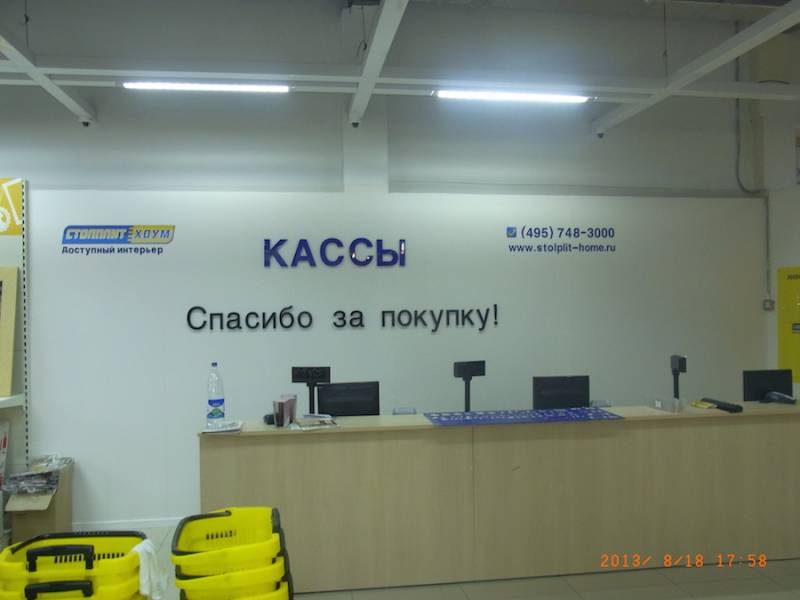 СТОЛПЛИТ ХОУМ
Доступный интерьер
КАССЫ
(495) 748-3000
www.stolplit-home.ru
Спасибо за покупку!
2013/ 8/18 17:58